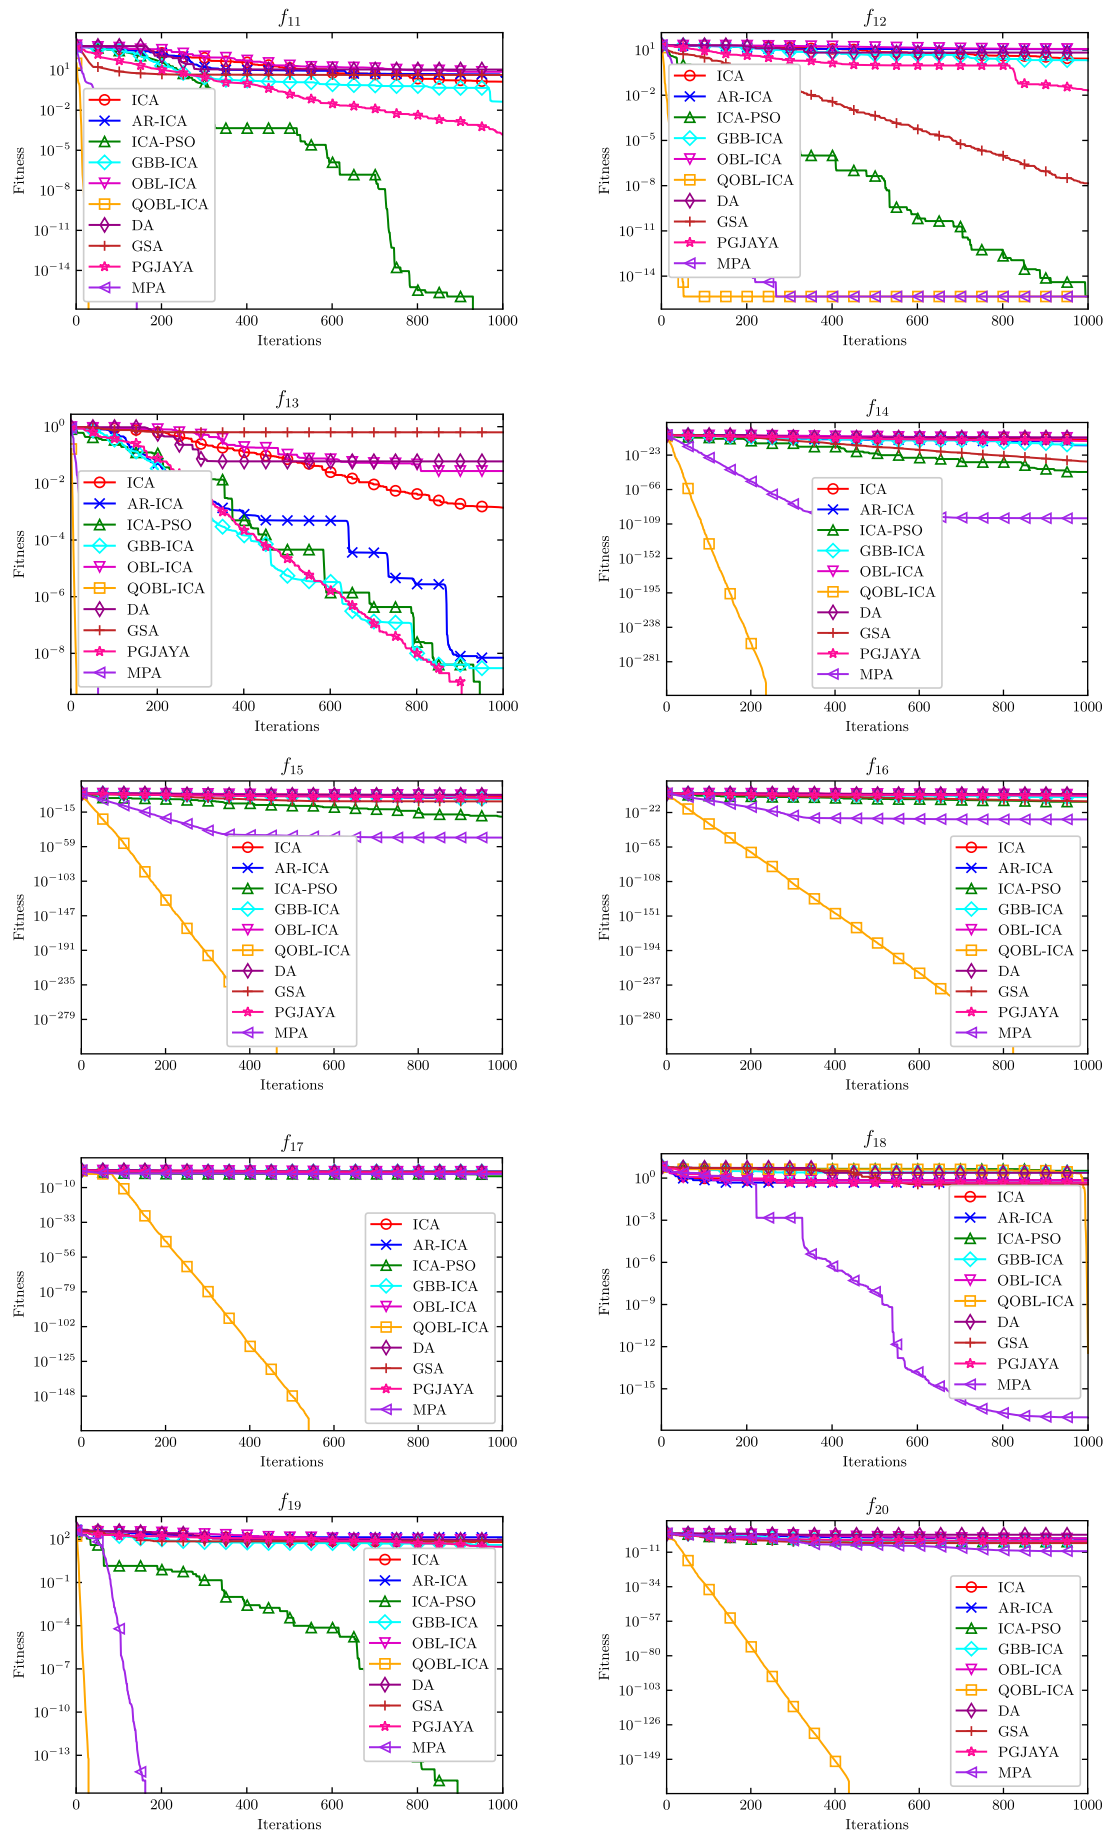 f11
f12
10^1
10^-2
10^-5
10^-8
10^-11
10^-14
Fitness
0 200 400 600 800 1000
Iterations
ICA
AR-ICA
ICA-PSO
GBB-ICA
OBL-ICA
QOBL-ICA
DA
GSA
PGJAYA
MPA
10^1
10^-2
10^-5
10^-8
10^-11
10^-14
Fitness
0 200 400 600 800 1000
Iterations
ICA
AR-ICA
ICA-PSO
GBB-ICA
OBL-ICA
QOBL-ICA
DA
GSA
PGJAYA
MPA
f13
f14
10^0
10^-2
10^-4
10^-6
10^-8
Fitness
0 200 400 600 800 1000
Iterations
ICA
AR-ICA
ICA-PSO
GBB-ICA
OBL-ICA
QOBL-ICA
DA
GSA
PGJAYA
MPA
10^-23
10^-66
10^-109
10^-152
10^-195
10^-238
10^-281
Fitness
0 200 400 600 800 1000
Iterations
ICA
AR-ICA
ICA-PSO
GBB-ICA
OBL-ICA
QOBL-ICA
DA
GSA
PGJAYA
MPA
f15
f16
10^-15
10^-59
10^-103
10^-147
10^-191
10^-235
10^-279
Fitness
0 200 400 600 800 1000
Iterations
ICA
AR-ICA
ICA-PSO
GBB-ICA
OBL-ICA
QOBL-ICA
DA
GSA
PGJAYA
MPA
10^-22
10^-65
10^-108
10^-151
10^-194
10^-237
10^-280
Fitness
0 200 400 600 800 1000
Iterations
ICA
AR-ICA
ICA-PSO
GBB-ICA
OBL-ICA
QOBL-ICA
DA
GSA
PGJAYA
MPA
f17
f18
10^-10
10^-33
10^-56
10^-79
10^-102
10^-125
10^-148
Fitness
0 200 400 600 800 1000
Iterations
ICA
AR-ICA
ICA-PSO
GBB-ICA
OBL-ICA
QOBL-ICA
DA
GSA
PGJAYA
MPA
10^0
10^-3
10^-6
10^-9
10^-12
10^-15
Fitness
0 200 400 600 800 1000
Iterations
ICA
AR-ICA
ICA-PSO
GBB-ICA
OBL-ICA
QOBL-ICA
DA
GSA
PGJAYA
MPA
f19
f20
10^2
10^-1
10^-4
10^-7
10^-10
10^-13
Fitness
0 200 400 600 800 1000
Iterations
ICA
AR-ICA
ICA-PSO
GBB-ICA
OBL-ICA
QOBL-ICA
DA
GSA
PGJAYA
MPA
10^-11
10^-34
10^-57
10^-80
10^-103
10^-126
10^-149
Fitness
0 200 400 600 800 1000
Iterations
ICA
AR-ICA
ICA-PSO
GBB-ICA
OBL-ICA
QOBL-ICA
DA
GSA
PGJAYA
MPA